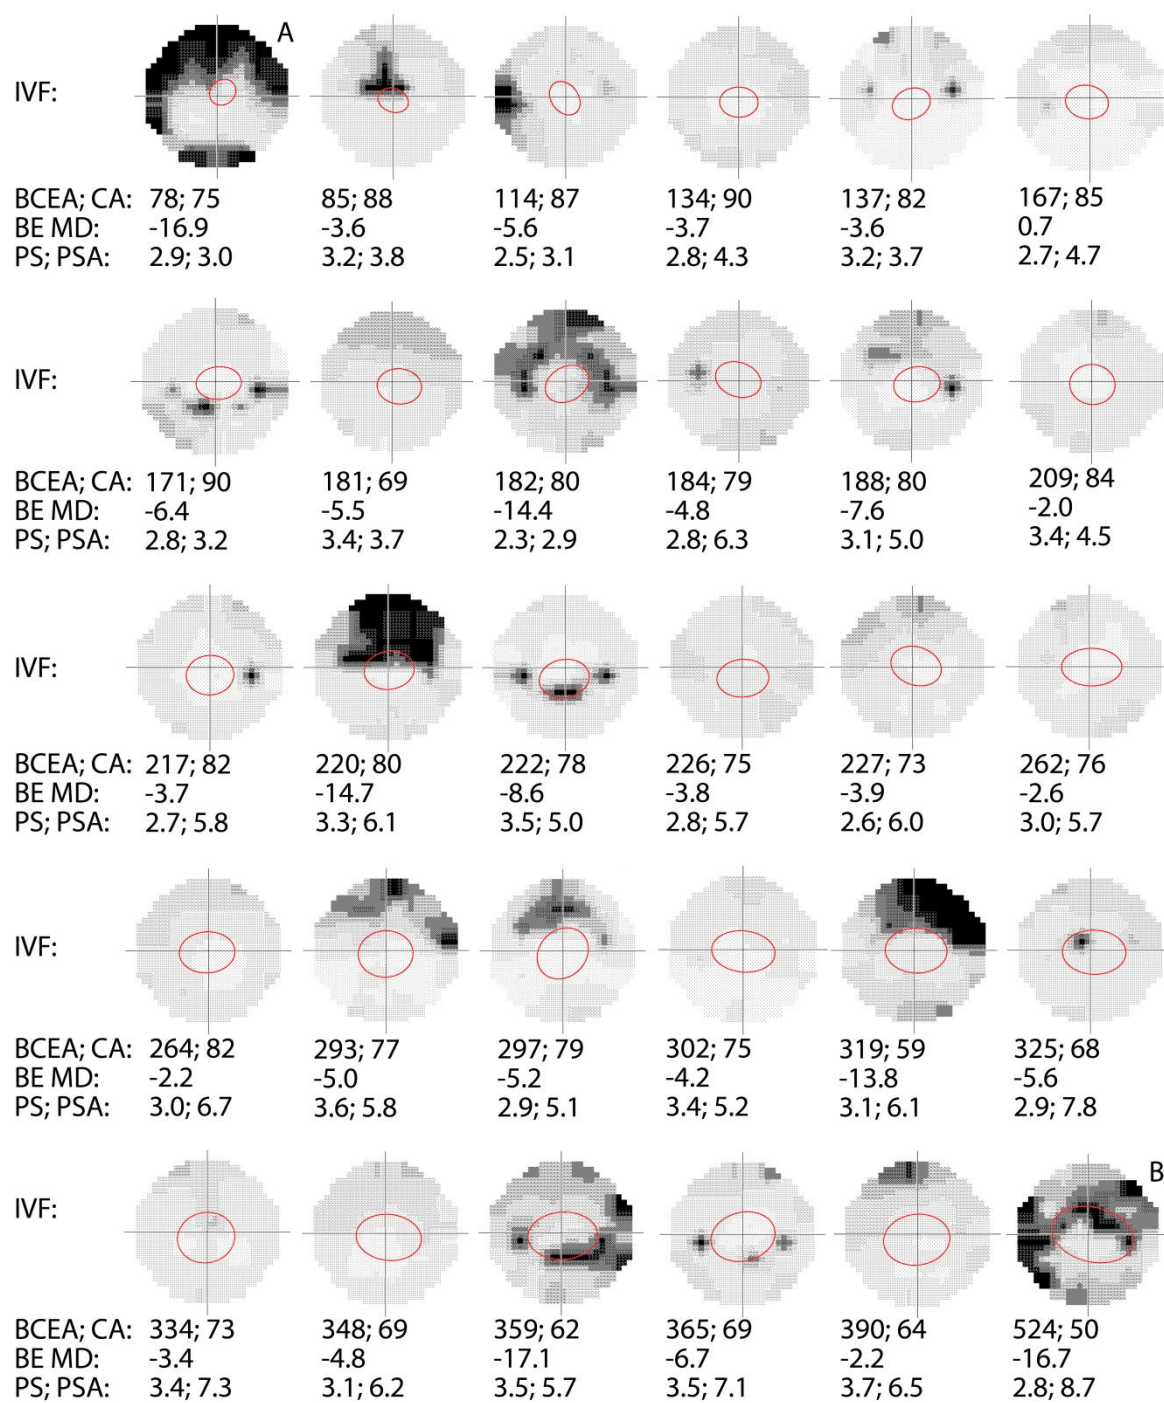 A
IVF:
BCEA; CA: 78; 75 85; 88 114; 87 134; 90 137; 82 167; 85
BE MD: -16.9 -3.6 -5.6 -3.7 -3.6 0.7
PS; PSA: 2.9; 3.0 3.2; 3.8 2.5; 3.1 2.8; 4.3 3.2; 3.7 2.7; 4.7
IVF:
BCEA; CA: 171; 90 181; 69 182; 80 184; 79 188; 80 209; 84
BE MD: -6.4 -5.5 -14.4 -4.8 -7.6 -2.0
PS; PSA: 2.8; 3.2 3.4; 3.7 2.3; 2.9 2.8; 6.3 3.1; 5.0 3.4; 4.5
IVF:
BCEA; CA: 217; 82 220; 80 222; 78 226; 75 227; 73 262; 76
BE MD: -3.7 -14.7 -8.6 -3.8 -3.9 -2.6
PS; PSA: 2.7; 5.8 3.3; 6.1 3.5; 5.0 2.8; 5.7 2.6; 6.0 3.0; 5.7
IVF:
BCEA; CA: 264; 82 293; 77 297; 79 302; 75 319; 59 325; 68
BE MD: -2.2 -5.0 -5.2 -4.2 -13.8 -5.6
PS; PSA: 3.0; 6.7 3.6; 5.8 2.9; 5.1 3.4; 5.2 3.1; 6.1 2.9; 7.8
B
IVF:
BCEA; CA: 334; 73 348; 69 359; 62 365; 69 390; 64 524; 50
BE MD: -3.4 -4.8 -17.1 -6.7 -2.2 -16.7
PS; PSA: 3.4; 7.3 3.1; 6.2 3.5; 5.7 3.5; 7.1 3.7; 6.5 2.8; 8.7